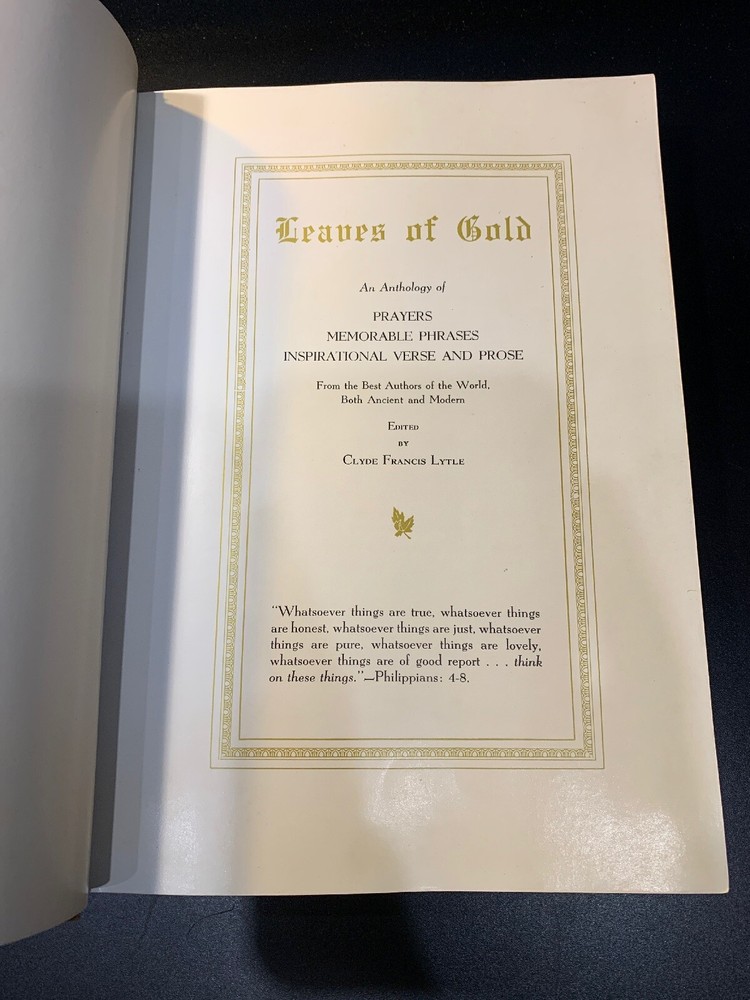 Leaves of Gold
An Anthology of
PRAYERS
MEMORABLE PHRASES
INSPIRATIONAL VERSE AND PROSE
From the Best Authors of the World,
Both Ancient and Modern
EDITED
BY
CLYDE FRANCIS LYTLE
"Whatsoever things are true, whatsoever things
are honest, whatsoever things are just, whatsoever
things are pure, whatsoever things are lovely,
whatsoever things are of good report . . . think
on these things."—Philippians: 4-8.